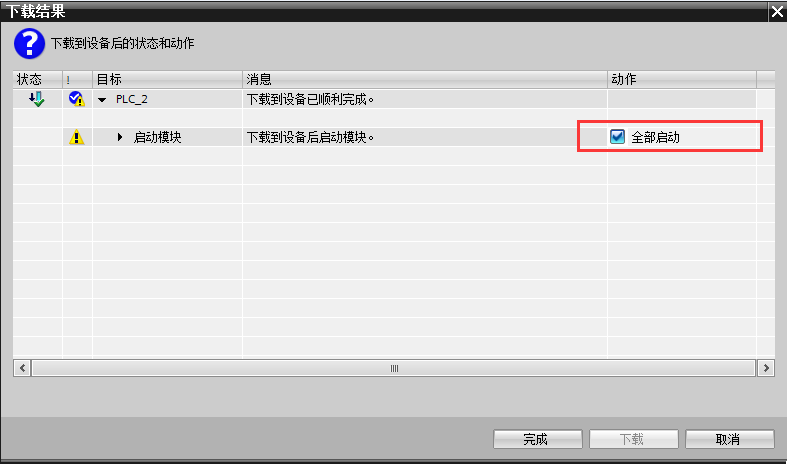 下载结果
下载到设备后的状态和动作
状态 ! 目标 消息 动作
PLC_2 下载到设备已顺利完成。
启动模块 下载到设备后启动模块。 全部启动
完成 下载 取消